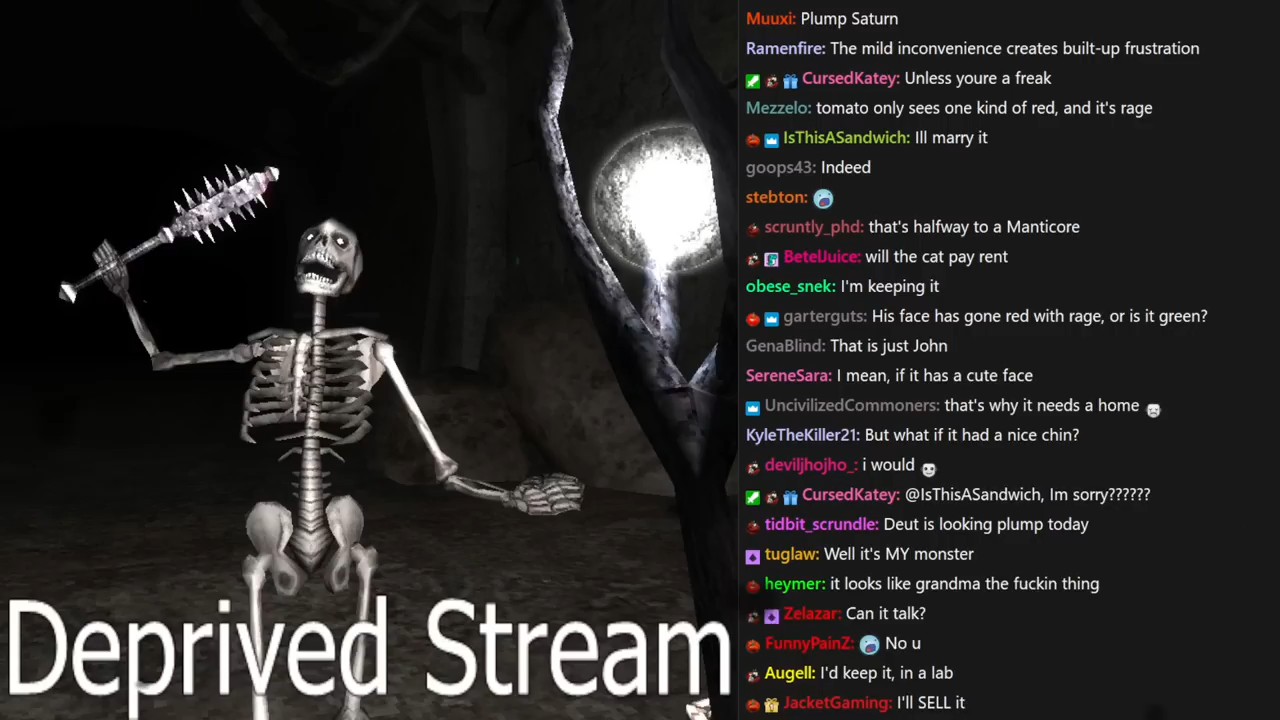 Muuxi: Plump Saturn
Ramenfire: The mild inconvenience creates built-up frustration
CursedKatey: Unless youre a freak
Mezzelo: tomato only sees one kind of red, and it's rage
IsThisASandwich: Ill marry it
goops43: Indeed
stebton:
scruntly_phd: that's halfway to a Manticore
BetelJuice: will the cat pay rent
obese_snek: I'm keeping it
garterguts: His face has gone red with rage, or is it green?
GenaBlind: That is just John
SereneSara: I mean, if it has a cute face
UncivilizedCommoners: that's why it needs a home
KyleTheKiller21: But what if it had a nice chin?
deviljhojho_: i would
CursedKatey: @IsThisASandwich, Im sorry??????
tidbit_scrundle: Deut is looking plump today
tuglaw: Well it's MY monster
heymer: it looks like grandma the fuckin thing
Zelazar: Can it talk?
FunnyPainZ: No u
Augell: I'd keep it, in a lab
JacketGaming: I'll SELL it
Deprived Stream